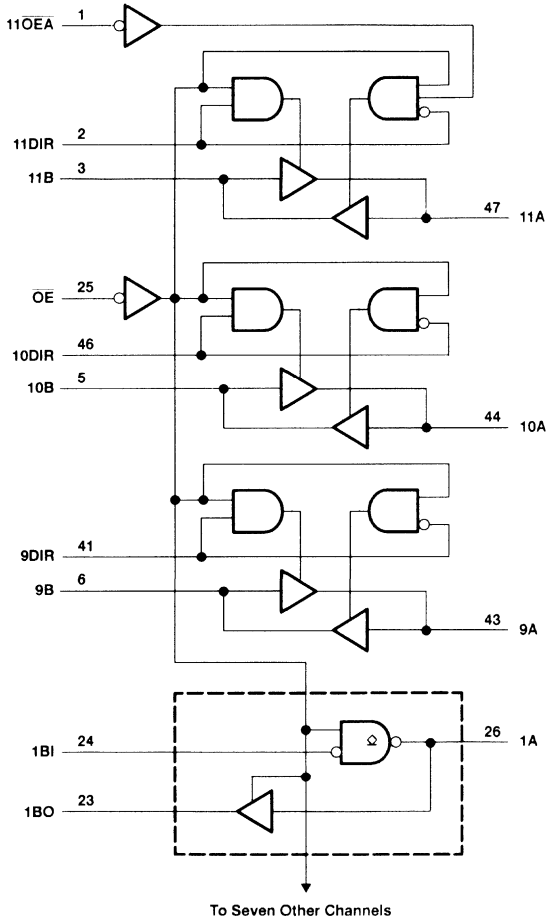 11OEA 1
11DIR 2
11B 3
47 11A
OE 25
10DIR 46
10B 5
44 10A
9DIR 41
9B 6
43 9A
1BI 24
26 1A
1BO 23
To Seven Other Channels